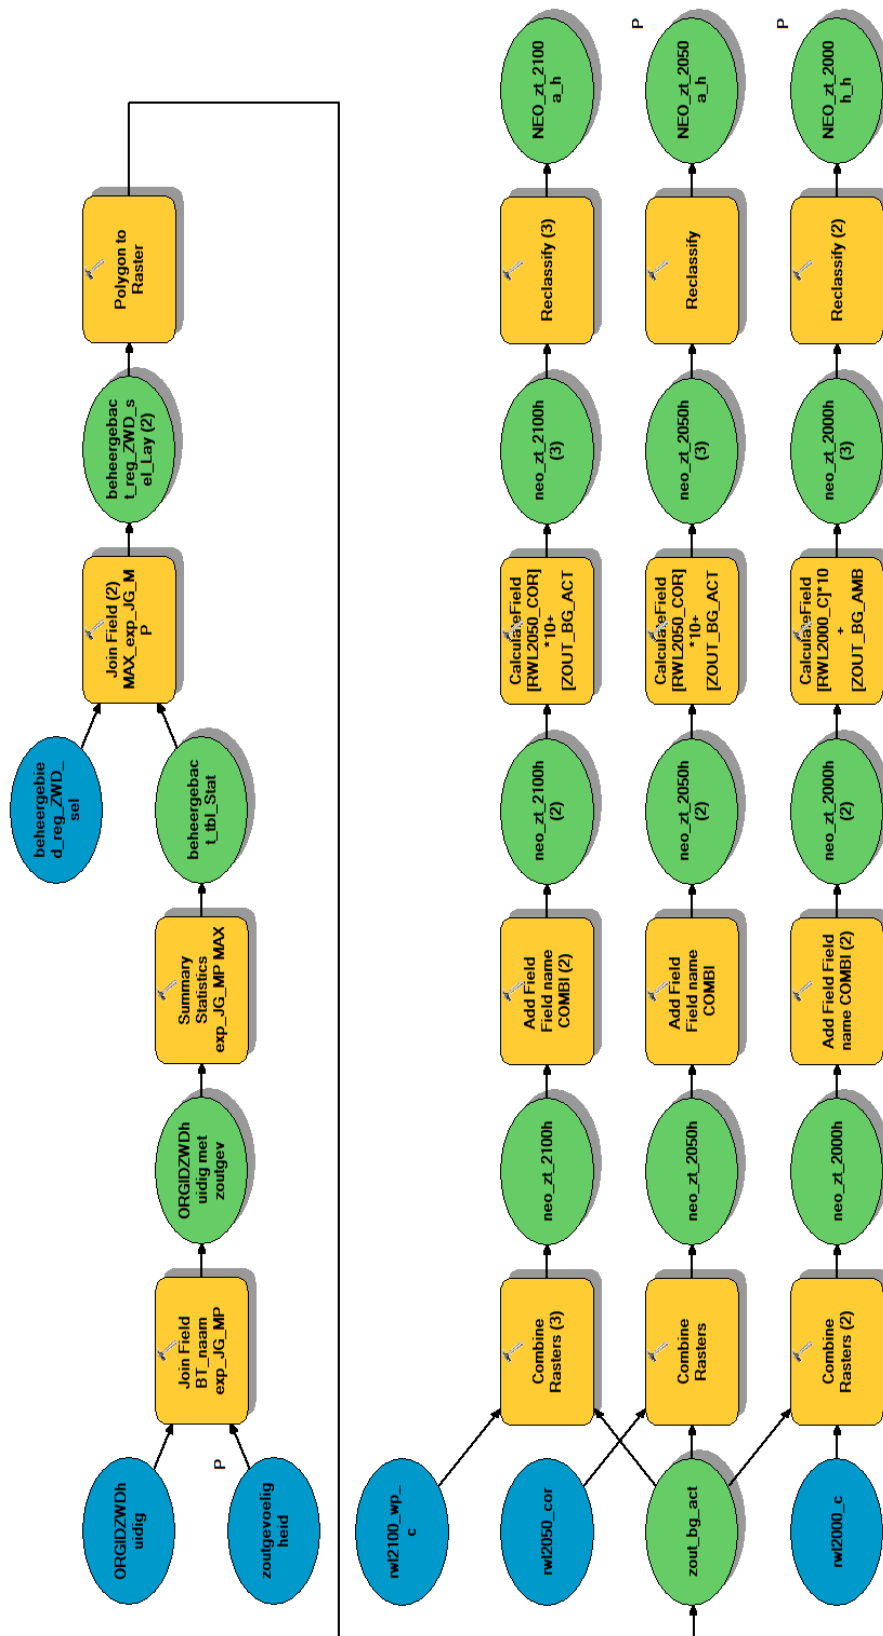 ORGIDZWDh
uidig
zoutgevoelig
heid
P
Join Field
BT_naam
exp_JG_MP
ORGIDZWDh
uidig met
zoutgev
Summary
Statistics
exp_JG_MP MAX
beheergebie
d_reg_ZWD_
sel
beheergebac
t_tbl_Stat
Join Field (2)
MAX_exp_JG_M
P
beheergebac
t_reg_ZWD_s
el_Lay (2)
Polygon to
Raster
rwl2100_wp_
c
Combine
Rasters (3)
neo_zt_2100h
Add Field
Field name
COMBI (2)
neo_zt_2100h
(2)
CalculateField
[RWL2050_COR]
*10+
[ZOUT_BG_ACT
neo_zt_2100h
(3)
Reclassify (3)
NEO_zt_2100
a_h
rwl2050_cor
Combine
Rasters
neo_zt_2050h
Add Field
Field name
COMBI
neo_zt_2050h
(2)
CalculateField
[RWL2050_COR]
*10+
[ZOUT_BG_ACT
neo_zt_2050h
(3)
Reclassify
NEO_zt_2050
a_h
P
zout_bg_act
rwl2000_c
Combine
Rasters (2)
neo_zt_2000h
Add Field Field
name COMBI (2)
neo_zt_2000h
(2)
CalculateField
[RWL2000_C]*10
+
[ZOUT_BG_AMB
neo_zt_2000h
(3)
Reclassify (2)
NEO_zt_2000
h_h
P